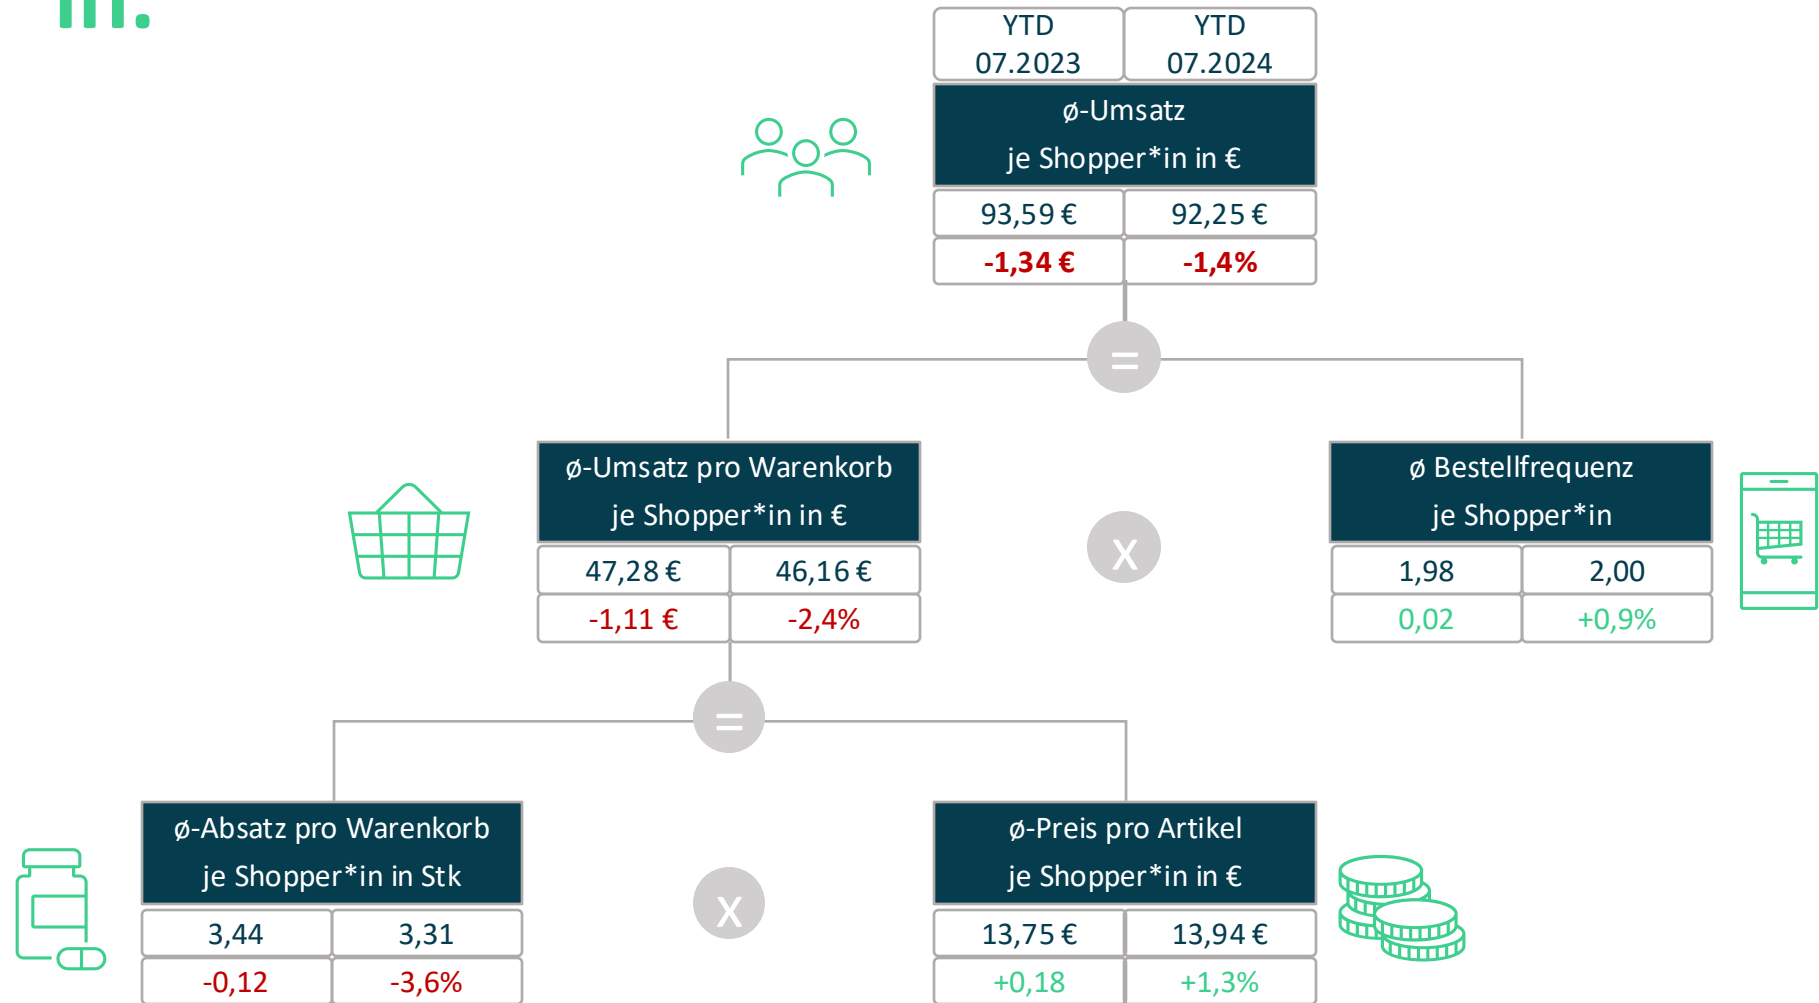 YTD
07.2023
YTD
07.2024
ø-Umsatz
je Shopper*in in €
93,59 € 92,25 €
-1,34 € -1,4%
=
ø-Umsatz pro Warenkorb
je Shopper*in in €
47,28 € 46,16 €
-1,11 € -2,4%
x
ø Bestellfrequenz
je Shopper*in
1,98 2,00
0,02 +0,9%
=
ø-Absatz pro Warenkorb
je Shopper*in in Stk
3,44 3,31
-0,12 -3,6%
x
ø-Preis pro Artikel
je Shopper*in in €
13,75 € 13,94 €
+0,18 +1,3%